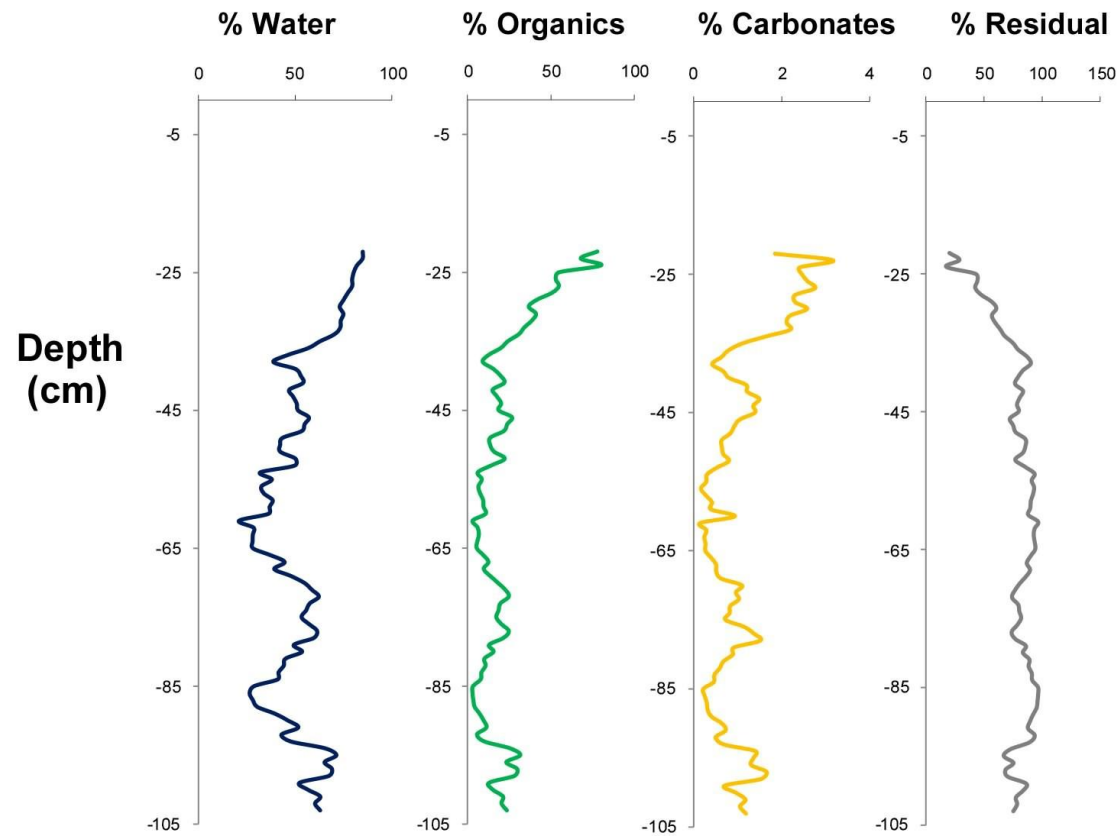 % Water
% Organics
% Carbonates
% Residual
0 50 100
0 50 100
0 2 4
0 50 100 150
-5 -5 -5 -5
-25 -25 -25 -25
Depth
(cm)
-45 -45 -45 -45
-65 -65 -65 -65
-85 -85 -85 -85
-105 -105 -105 -105